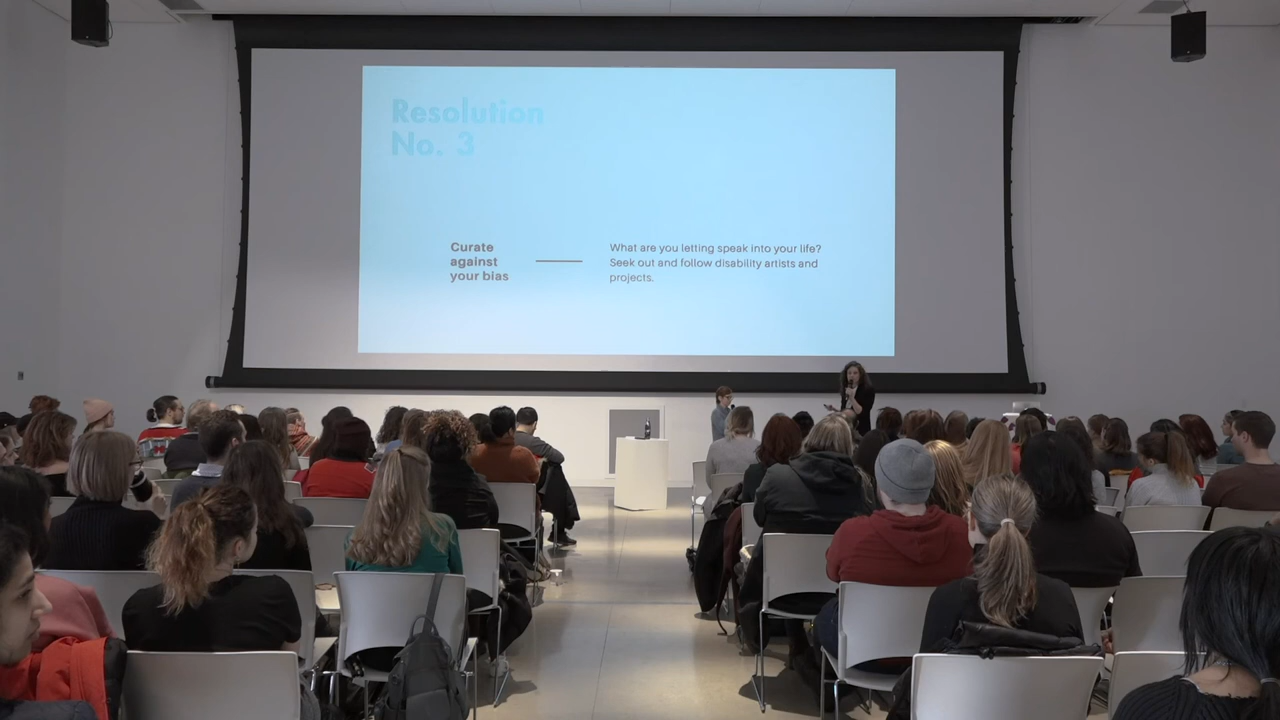 Resolution
No. 3
Curate
against
your bias
What are you letting speak into your life?
Seek out and follow disability artists and
projects.